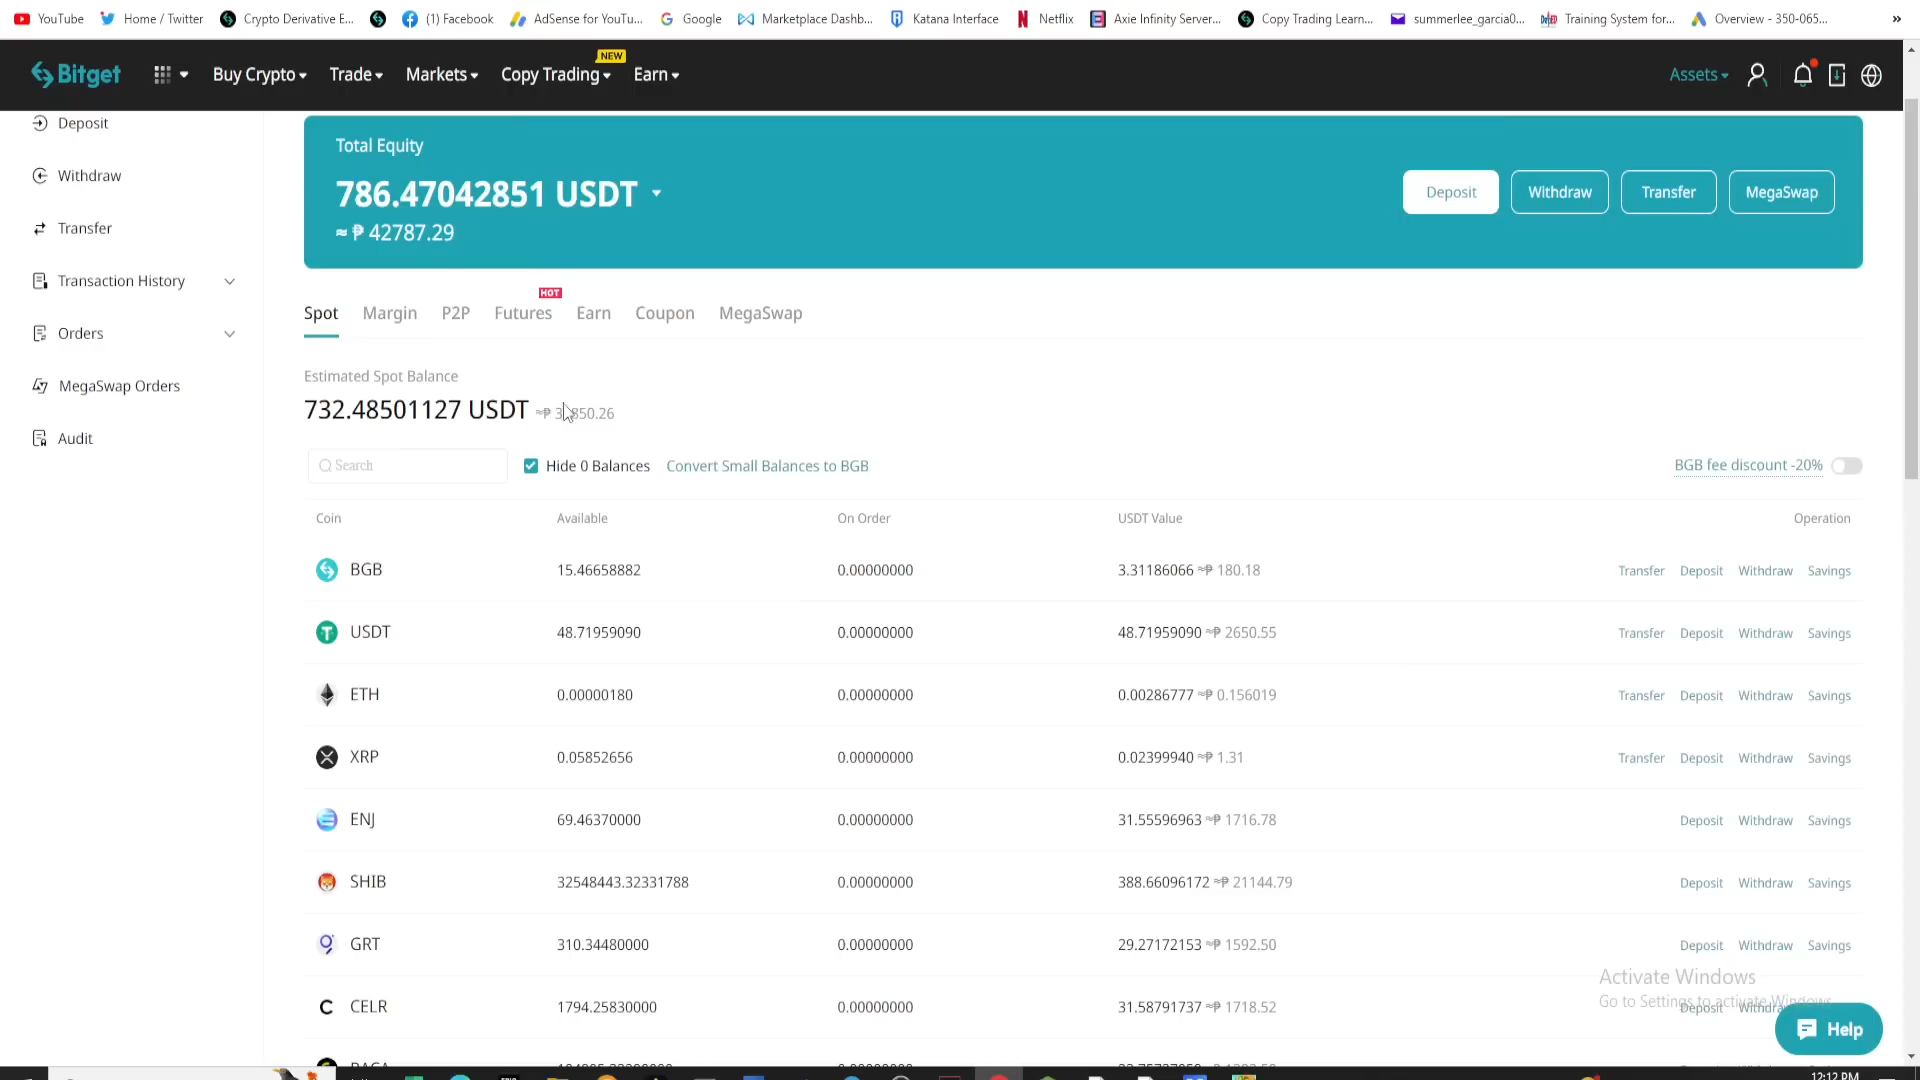 YouTube Home / Twitter Crypto Derivative E... (1) Facebook AdSense for YouTu... Google Marketplace Dashb... Katana Interface Netflix Axie Infinity Server... Copy Trading Learn... summerlee_garcia0... Training System for... Overview - 350-065... »
NEW
Bitget Buy Crypto Trade Markets Copy Trading Earn Assets
Deposit
Withdraw
Transfer
Transaction History
Orders
MegaSwap Orders
Audit
Total Equity
786.47042851 USDT
≈ ₱ 42787.29
Deposit Withdraw Transfer MegaSwap
HOT
Spot Margin P2P Futures Earn Coupon MegaSwap
Estimated Spot Balance
732.48501127 USDT ≈₱
Search Hide 0 Balances Convert Small Balances to BGB BGB fee discount -20%
Coin Available On Order USDT Value Operation
BGB 15.46658882 0.00000000 3.31186066 ≈₱ 180.18 Transfer Deposit Withdraw Savings
USDT 48.71959090 0.00000000 48.71959090 ≈₱ 2650.55 Transfer Deposit Withdraw Savings
ETH 0.00000180 0.00000000 0.00286777 ≈₱ 0.156019 Transfer Deposit Withdraw Savings
XRP 0.05852656 0.00000000 0.02399940 ≈₱ 1.31 Transfer Deposit Withdraw Savings
ENJ 69.46370000 0.00000000 31.55596963 ≈₱ 1716.78 Deposit Withdraw Savings
SHIB 32548443.32331788 0.00000000 388.66096172 ≈₱ 21144.79 Deposit Withdraw Savings
GRT 310.34480000 0.00000000 29.27172153 ≈₱ 1592.50 Deposit Withdraw Savings
Activate Windows
Go to Settings to activate Windows.
CELR 1794.25830000 0.00000000 31.58791737 ≈₱ 1718.52 Deposit
Help
12:12 PM